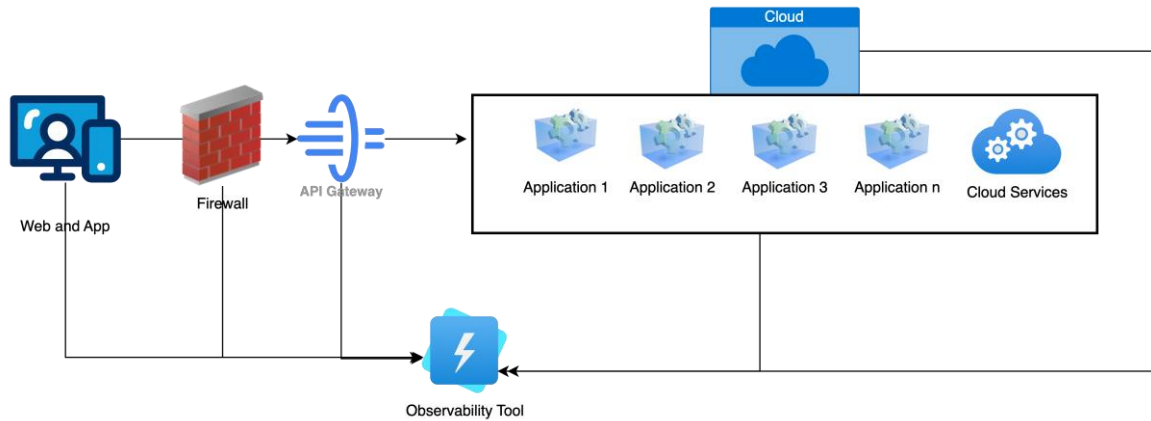 Cloud
Application 1
Application 2
Application 3
Application n
Cloud Services
API Gateway
Firewall
Web and App
Observability Tool